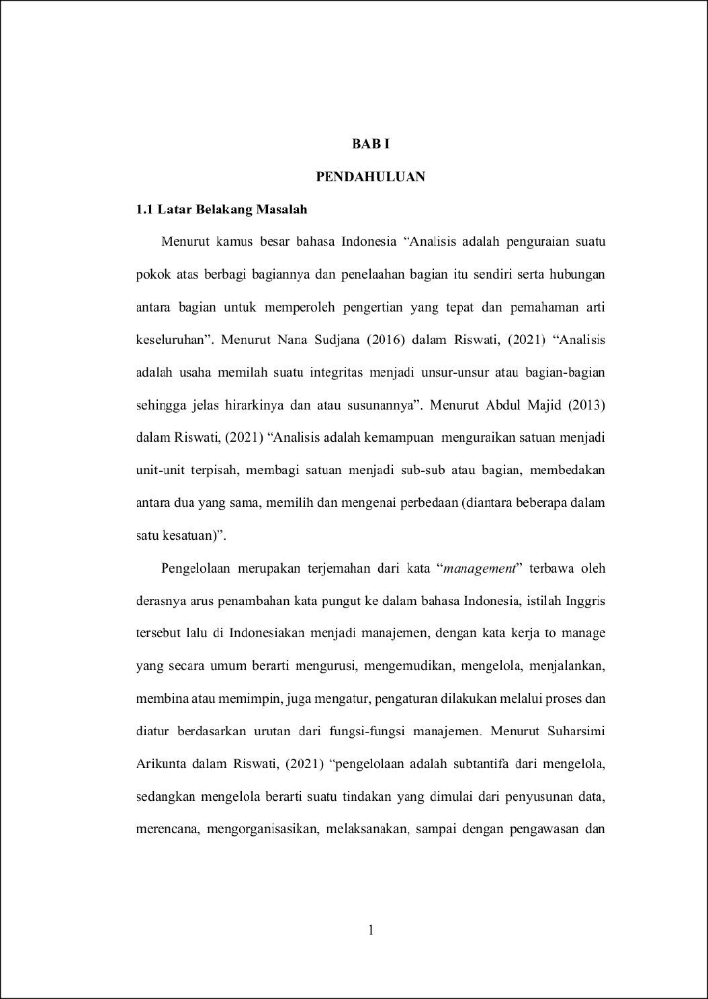 BAB I
PENDAHULUAN
1.1 Latar Belakang Masalah
Menurut kamus besar bahasa Indonesia “Analisis adalah penguraian suatu
pokok atas berbagi bagiannya dan penelaahan bagian itu sendiri serta hubungan
antara bagian untuk memperoleh pengertian yang tepat dan pemahaman arti
keseluruhan”. Menurut Nana Sudjana (2016) dalam Riswati, (2021) “Analisis
adalah usaha memilah suatu integritas menjadi unsur-unsur atau bagian-bagian
sehingga jelas hirarkinya dan atau susunannya”. Menurut Abdul Majid (2013)
dalam Riswati, (2021) “Analisis adalah kemampuan  menguraikan satuan menjadi
unit-unit terpisah, membagi satuan menjadi sub-sub atau bagian, membedakan
antara dua yang sama, memilih dan mengenai perbedaan (diantara beberapa dalam
satu kesatuan)”.
Pengelolaan merupakan terjemahan dari kata “management” terbawa oleh
derasnya arus penambahan kata pungut ke dalam bahasa Indonesia, istilah Inggris
tersebut lalu di Indonesiakan menjadi manajemen, dengan kata kerja to manage
yang secara umum berarti mengurusi, mengemudikan, mengelola, menjalankan,
membina atau memimpin, juga mengatur, pengaturan dilakukan melalui proses dan
diatur berdasarkan urutan dari fungsi-fungsi manajemen. Menurut Suharsimi
Arikunta dalam Riswati, (2021) “pengelolaan adalah subtantifa dari mengelola,
sedangkan mengelola berarti suatu tindakan yang dimulai dari penyusunan data,
merencana, mengorganisasikan, melaksanakan, sampai dengan pengawasan dan
1